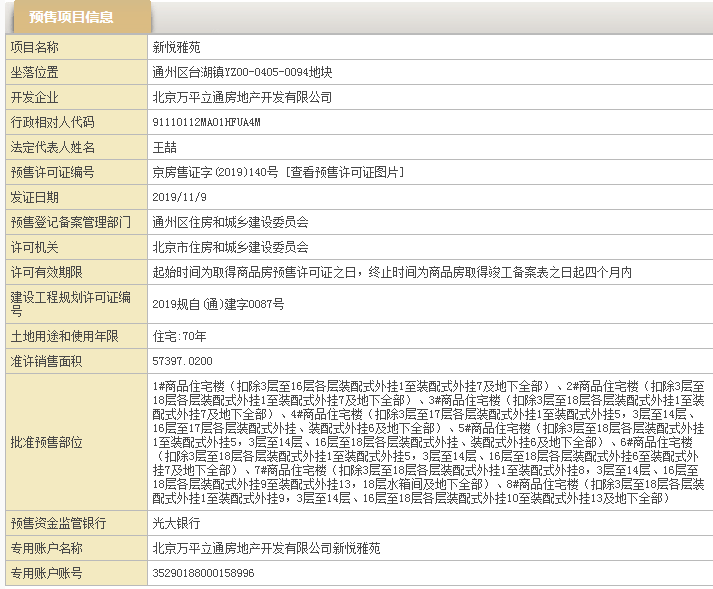 预售项目信息
项目名称 新悦雅苑
坐落位置 通州区台湖镇YZ00-0405-0094地块
开发企业 北京万平立通房地产开发有限公司
行政相对人代码 91110112MA01HFUA4M
法定代表人姓名 王喆
预售许可证编号 京房售证字(2019)140号 [查看预售许可证图片]
发证日期 2019/11/9
预售登记备案管理部门 通州区住房和城乡建设委员会
许可机关 北京市住房和城乡建设委员会
许可有效期限 起始时间为取得商品房预售许可证之日，终止时间为商品房取得竣工备案表之日起四个月内
建设工程规划许可证编
号
2019规自(通)建字0087号
土地用途和使用年限 住宅:70年
准许销售面积 57397.0200
批准预售部位
1#商品住宅楼（扣除3层至16层各层装配式外挂1至装配式外挂7及地下全部）、2#商品住宅楼（扣除3层至
18层各层装配式外挂1至装配式外挂7及地下全部）、3#商品住宅楼（扣除3层至18层各层装配式外挂1至装
配式外挂7及地下全部）、4#商品住宅楼（扣除3层至17层各层装配式外挂1至装配式外挂5，3层至14层、
16层至17层各层装配式外挂、装配式外挂6及地下全部）、5#商品住宅楼（扣除3层至18层各层装配式外挂
1至装配式外挂5，3层至14层、16层至18层各层装配式外挂、装配式外挂6及地下全部）、6#商品住宅楼
（扣除3层至18层各层装配式外挂1至装配式外挂5，3层至14层、16层至18层各层装配式外挂6至装配式外
挂7及地下全部）、7#商品住宅楼（扣除3层至18层各层装配式外挂1至装配式外挂8，3层至14层、16层至
18层各层装配式外挂9至装配式外挂13，18层水箱间及地下全部）、8#商品住宅楼（扣除3层至18层各层装
配式外挂1至装配式外挂9，3层至14层、16层至18层各层装配式外挂10至装配式外挂13及地下全部）
预售资金监管银行 光大银行
专用账户名称 北京万平立通房地产开发有限公司新悦雅苑
专用账户账号 35290188000158996